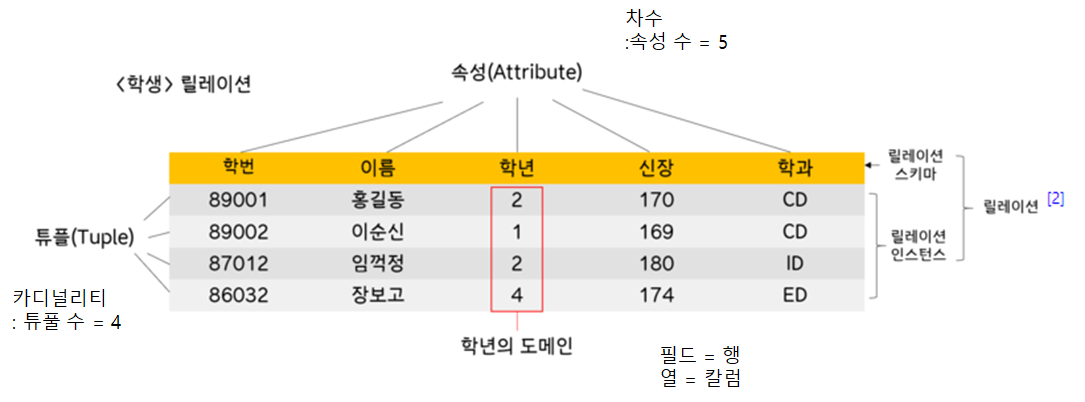 차수
:속성 수 = 5
속성(Attribute)
<학생> 릴레이션
학번 이름 학년 신장 학과
릴레이션
스키마
89001 홍길동 2 170 CD
89002 이순신 1 169 CD
87012 임꺽정 2 180 ID
86032 장보고 4 174 ED
튜플(Tuple)
릴레이션
인스턴스
릴레이션 [2]
카디널리티
: 튜풀 수 = 4
학년의 도메인
필드 = 행
열 = 칼럼